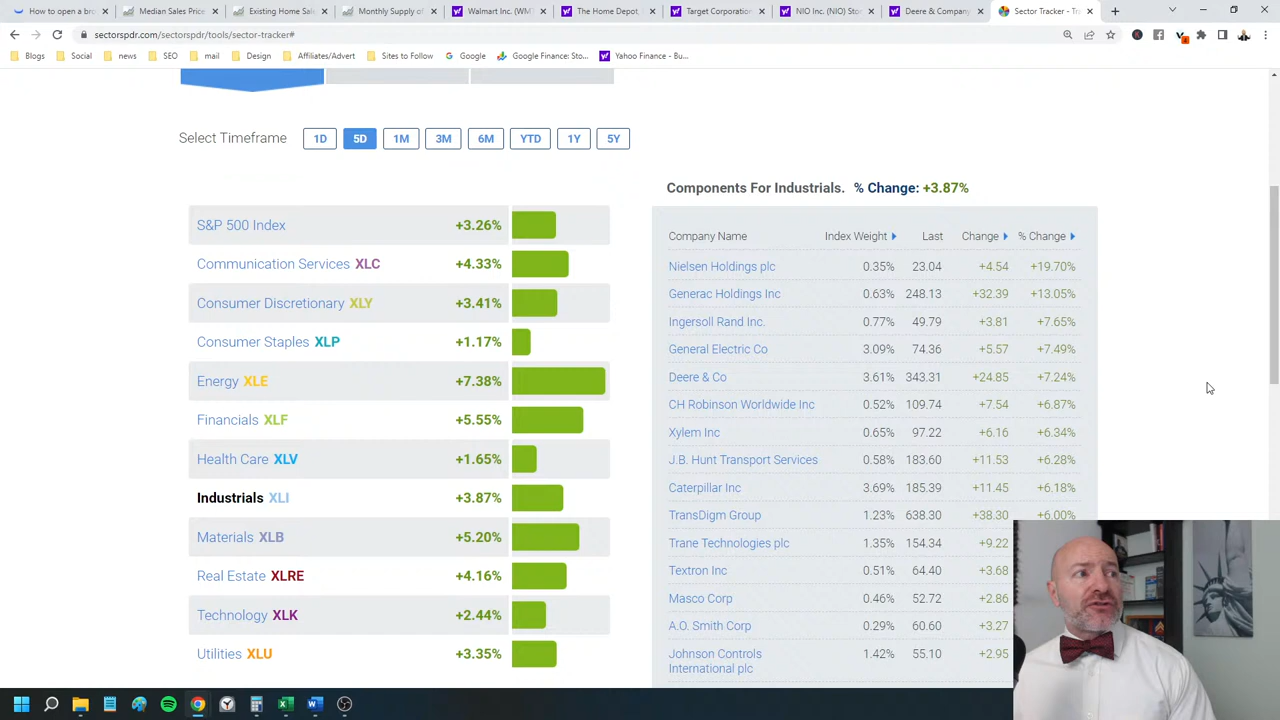 How to open a bro
Median Sales Price
Existing Home Sale
Monthly Supply of
Walmart Inc. (WMT
The Home Depot,
Target Corporation
NIO Inc. (NIO) Sto
Deere & Company
Sector Tracker - Tra
sectorspdr.com/sectorspdr/tools/sector-tracker#
Blogs Social news SEO mail Design Affiliates/Advert Sites to Follow Google Google Finance: Sto... Yahoo Finance - Bu...
Select Timeframe 1D 5D 1M 3M 6M YTD 1Y 5Y
S&P 500 Index +3.26%
Communication Services XLC +4.33%
Consumer Discretionary XLY +3.41%
Consumer Staples XLP +1.17%
Energy XLE +7.38%
Financials XLF +5.55%
Health Care XLV +1.65%
Industrials XLI +3.87%
Materials XLB +5.20%
Real Estate XLRE +4.16%
Technology XLK +2.44%
Utilities XLU +3.35%
Components For Industrials. % Change: +3.87%
Company Name Index Weight Last Change % Change
Nielsen Holdings plc 0.35% 23.04 +4.54 +19.70%
Generac Holdings Inc 0.63% 248.13 +32.39 +13.05%
Ingersoll Rand Inc. 0.77% 49.79 +3.81 +7.65%
General Electric Co 3.09% 74.36 +5.57 +7.49%
Deere & Co 3.61% 343.31 +24.85 +7.24%
CH Robinson Worldwide Inc 0.52% 109.74 +7.54 +6.87%
Xylem Inc 0.65% 97.22 +6.16 +6.34%
J.B. Hunt Transport Services 0.58% 183.60 +11.53 +6.28%
Caterpillar Inc 3.69% 185.39 +11.45 +6.18%
TransDigm Group 1.23% 638.30 +38.30 +6.00%
Trane Technologies plc 1.35% 154.34 +9.22
Textron Inc 0.51% 64.40 +3.68
Masco Corp 0.46% 52.72 +2.86
A.O. Smith Corp 0.29% 60.60 +3.27
Johnson Controls 1.42% 55.10 +2.95
International plc